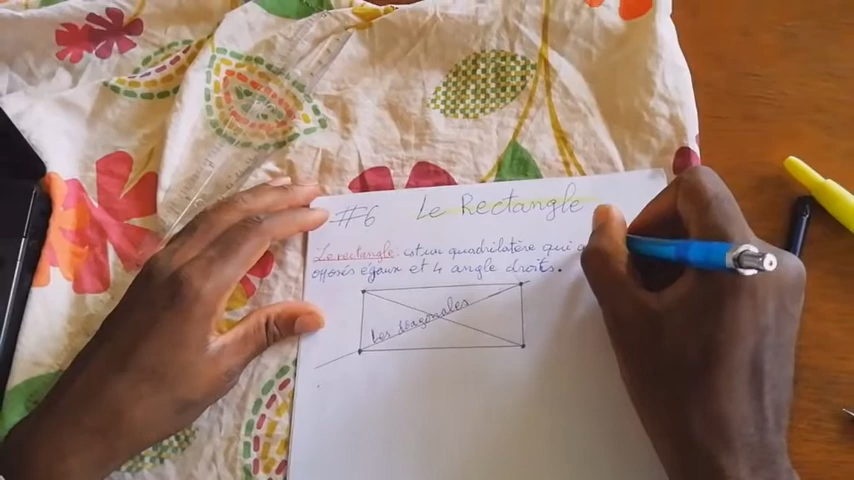 #6 Le Rectangle
Le rectangle: est un quadrilatère qui a
opposés égaux et 4 angle droits.
Les diagonales